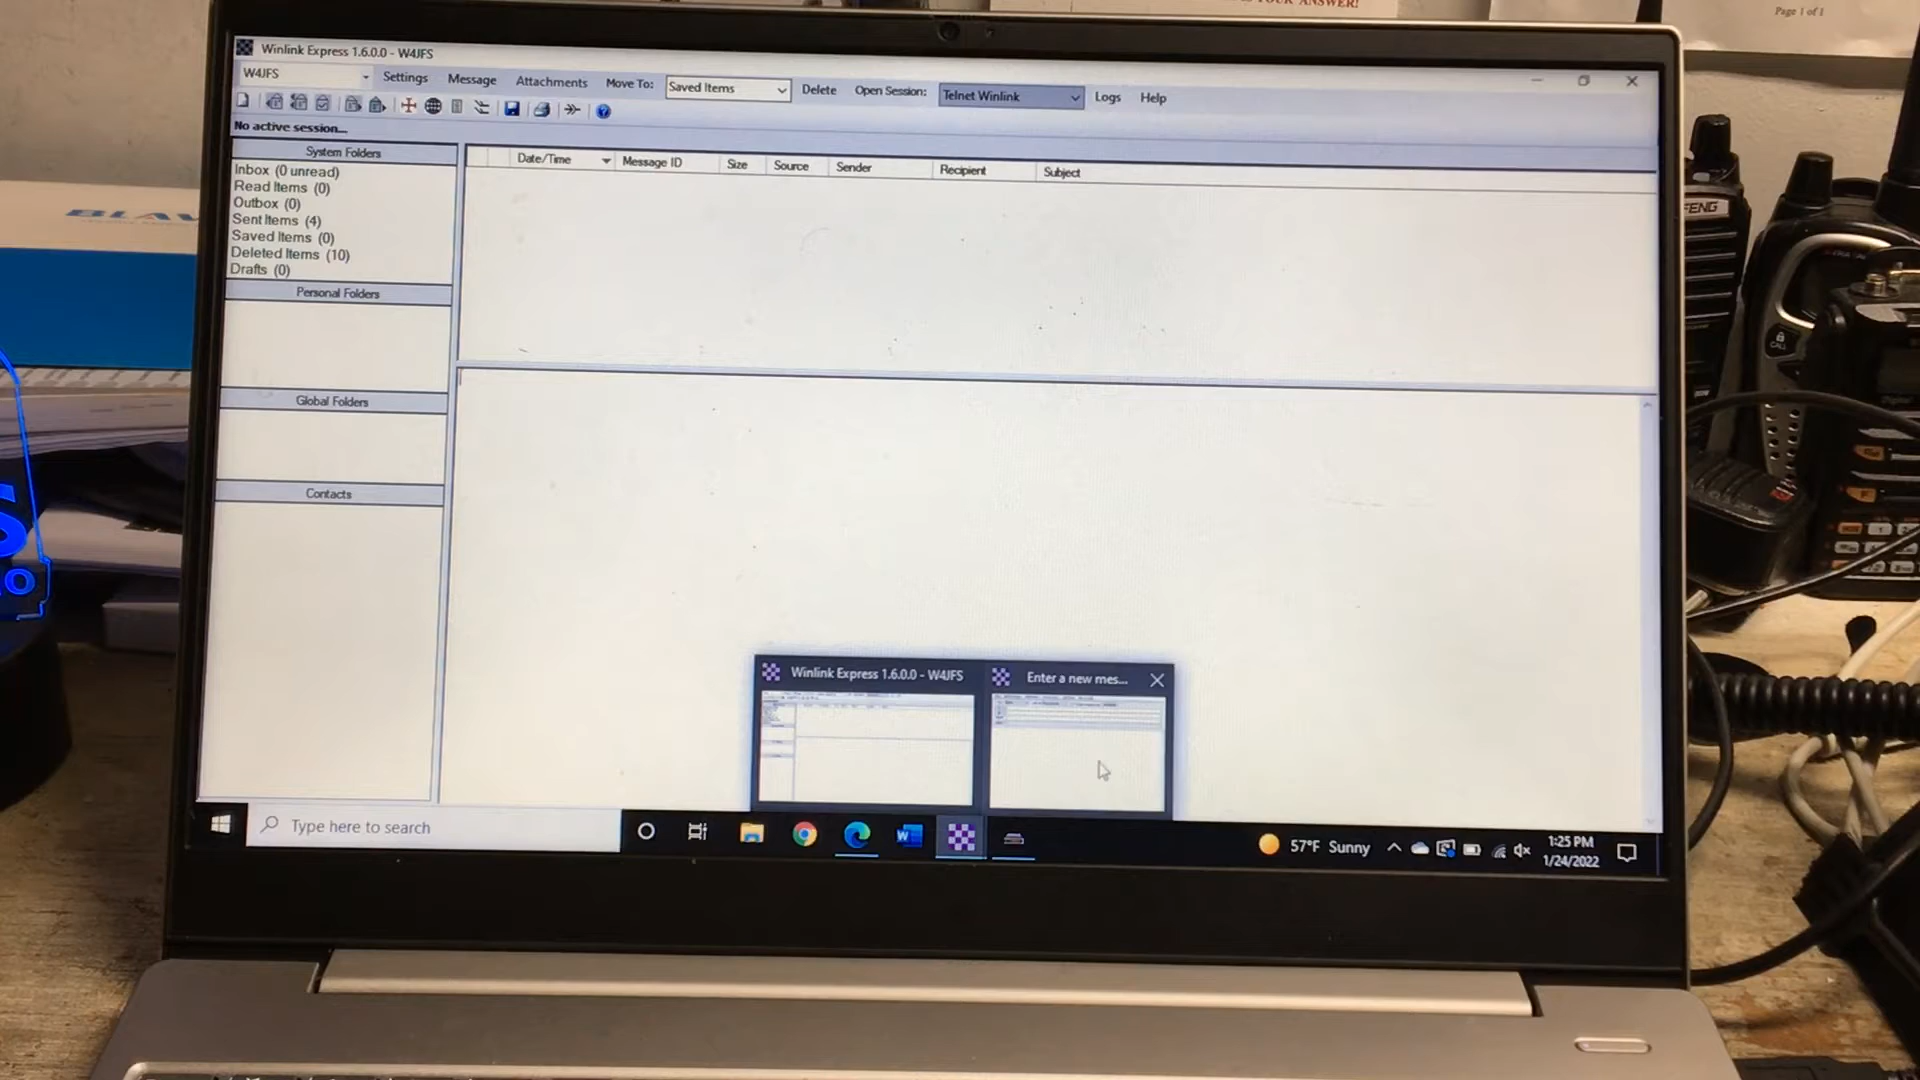 YOUR ANSWER!
Page 1 of 1
Winlink Express 1.6.0.0 - W4JFS
W4JFS Settings Message Attachments Move To: Saved Items Delete Open Session: Telnet Winlink Logs Help
No active session...
System Folders
Date/Time Message ID Size Source Sender Recipient Subject
Inbox (0 unread)
Read Items (0)
Outbox (0)
Sent Items (4)
Saved Items (0)
Deleted Items (10)
Drafts (0)
Personal Folders
Global Folders
Contacts
Winlink Express 1.6.0.0 - W4JFS
Enter a new mes...
Type here to search
57°F Sunny
1:25 PM
1/24/2022
FENG
CALL